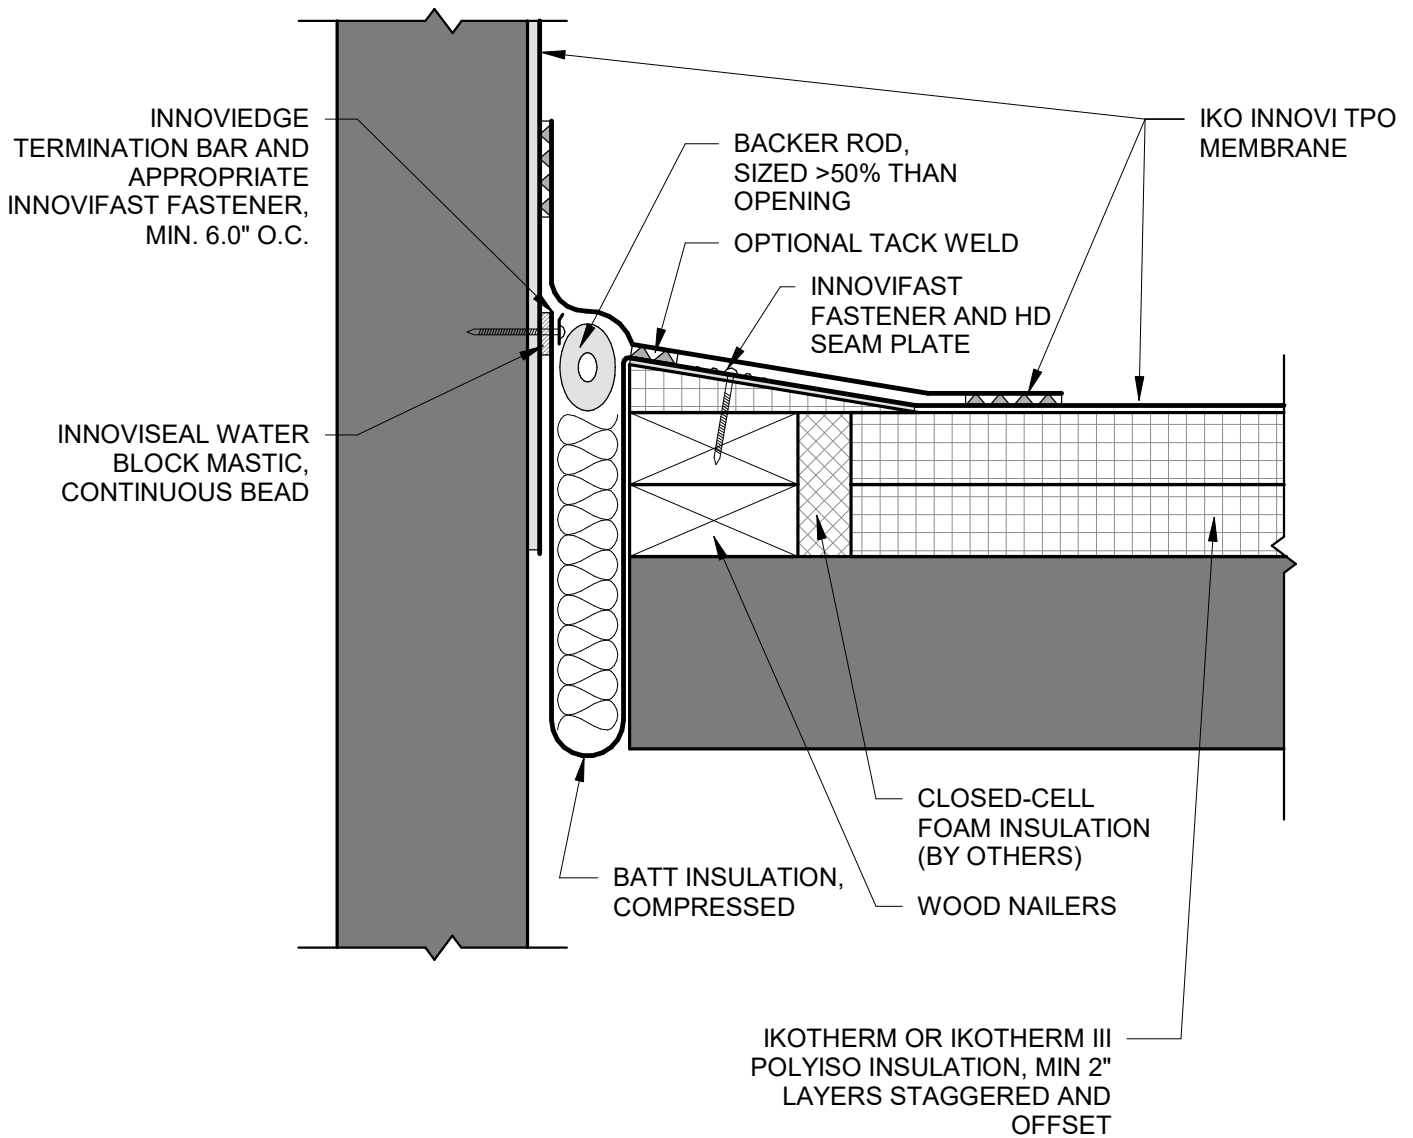 INNOVIEDGE
TERMINATION BAR AND
APPROPRIATE
INNOVIFAST FASTENER,
MIN. 6.0" O.C.
BACKER ROD,
SIZED >50% THAN
OPENING
OPTIONAL TACK WELD
INNOVIFAST
FASTENER AND HD
SEAM PLATE
IKO INNOVI TPO
MEMBRANE
INNOVISEAL WATER
BLOCK MASTIC,
CONTINUOUS BEAD
CLOSED-CELL
FOAM INSULATION
(BY OTHERS)
BATT INSULATION,
COMPRESSED
WOOD NAILERS
IKOTHERM OR IKOTHERM III
POLYISO INSULATION, MIN 2"
LAYERS STAGGERED AND
OFFSET